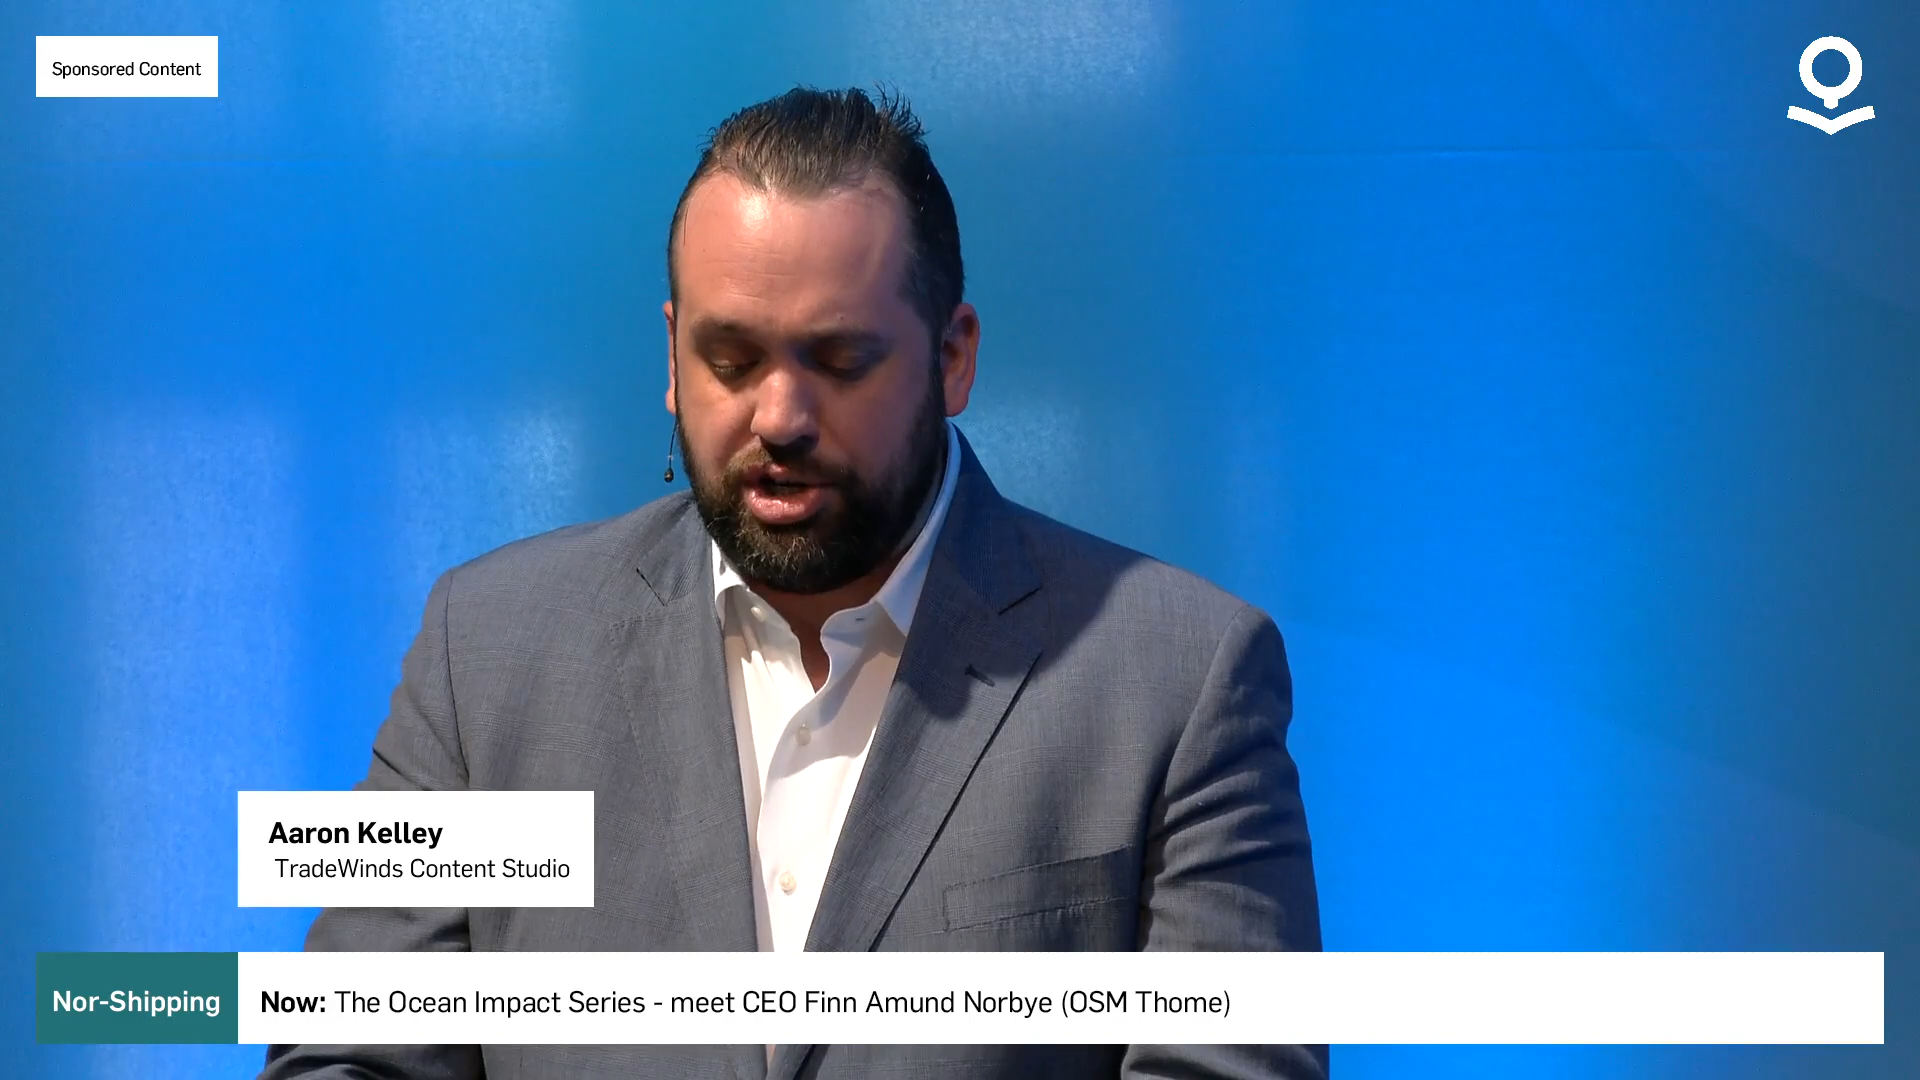 Sponsored Content
Aaron Kelley
TradeWinds Content Studio
Nor-Shipping
Now: The Ocean Impact Series - meet CEO Finn Amund Norbye (OSM Thome)